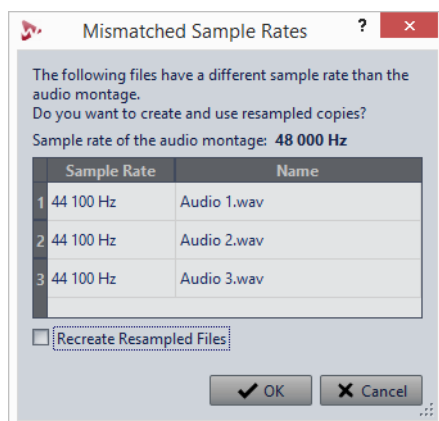 Mismatched Sample Rates ? ×
The following files have a different sample rate than the
audio montage.
Do you want to create and use resampled copies?
Sample rate of the audio montage: 48 000 Hz
Sample Rate Name
1 44 100 Hz Audio 1.wav
2 44 100 Hz Audio 2.wav
3 44 100 Hz Audio 3.wav
Recreate Resampled Files
OK Cancel